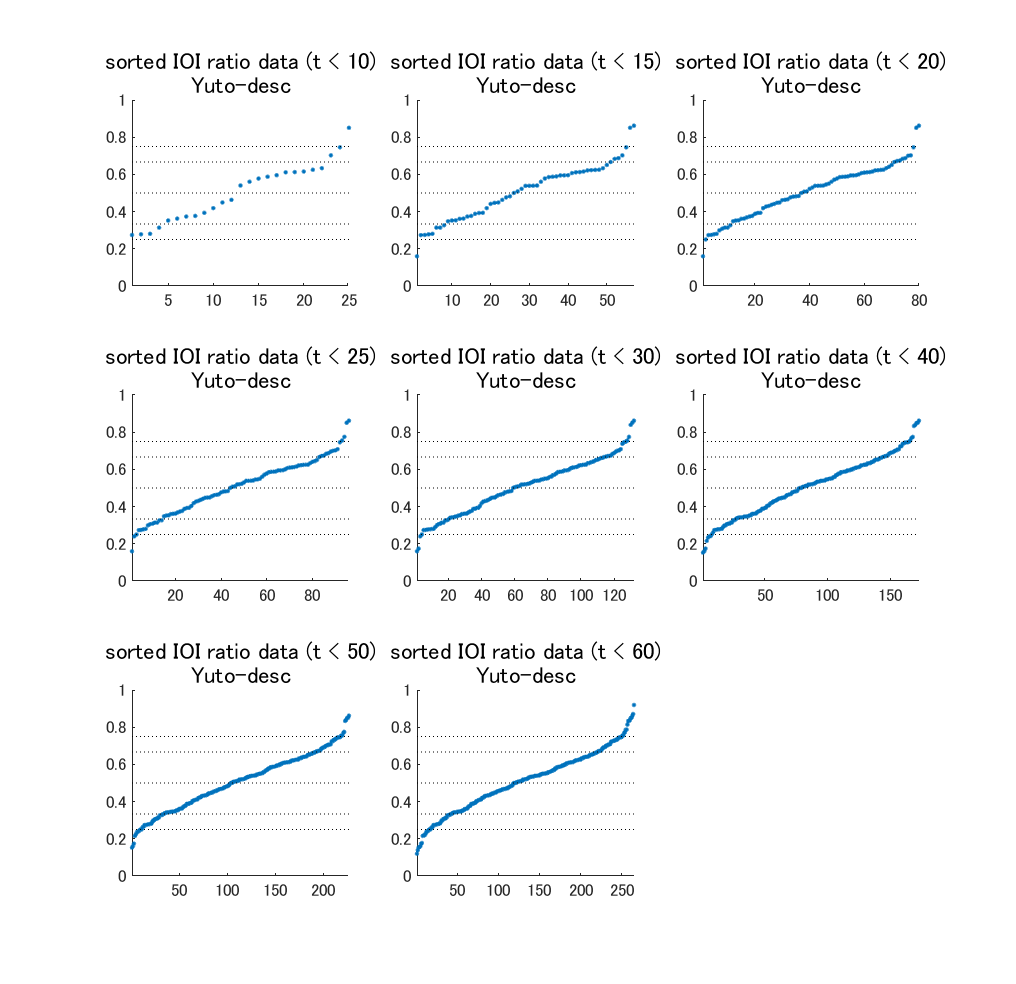 sorted IOI ratio data (t < 10)
Yuto-desc
1
0.8
0.6
0.4
0.2
0
5 10 15 20 25
sorted IOI ratio data (t < 15)
Yuto-desc
1
0.8
0.6
0.4
0.2
0
10 20 30 40 50
sorted IOI ratio data (t < 20)
Yuto-desc
1
0.8
0.6
0.4
0.2
0
20 40 60 80
sorted IOI ratio data (t < 25)
Yuto-desc
1
0.8
0.6
0.4
0.2
0
20 40 60 80
sorted IOI ratio data (t < 30)
Yuto-desc
1
0.8
0.6
0.4
0.2
0
20 40 60 80 100 120
sorted IOI ratio data (t < 40)
Yuto-desc
1
0.8
0.6
0.4
0.2
0
50 100 150
sorted IOI ratio data (t < 50)
Yuto-desc
1
0.8
0.6
0.4
0.2
0
50 100 150 200
sorted IOI ratio data (t < 60)
Yuto-desc
1
0.8
0.6
0.4
0.2
0
50 100 150 200 250